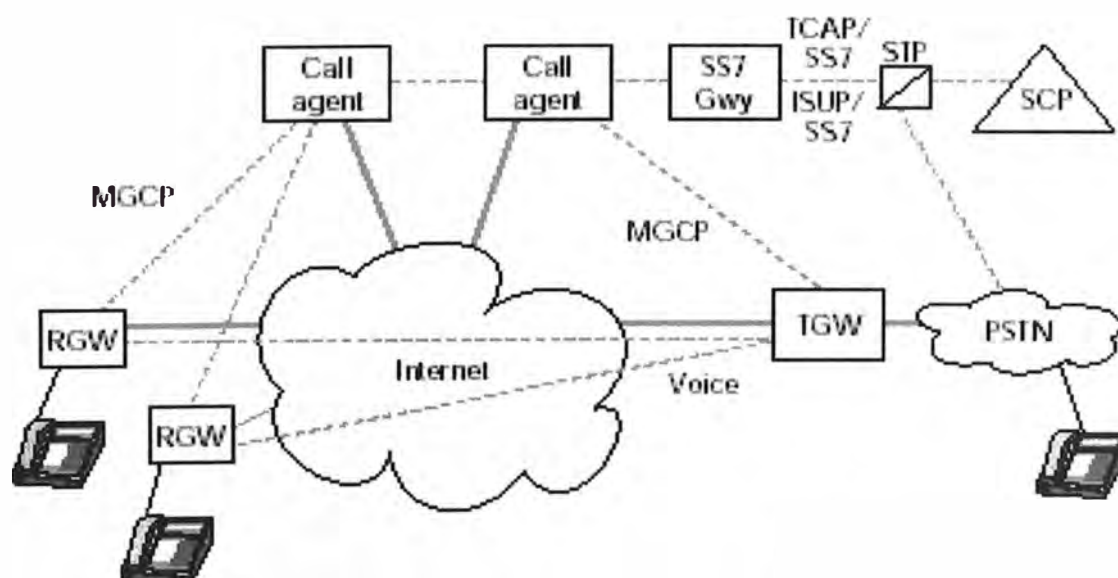 TCAP/
SS7
STP
Call
agent
Call
agent
SS7
Gwy
ISUP/
SS7
SCP
MGCP
MGCP
RGW
TGW
PSTN
Internet
Voice
RGW